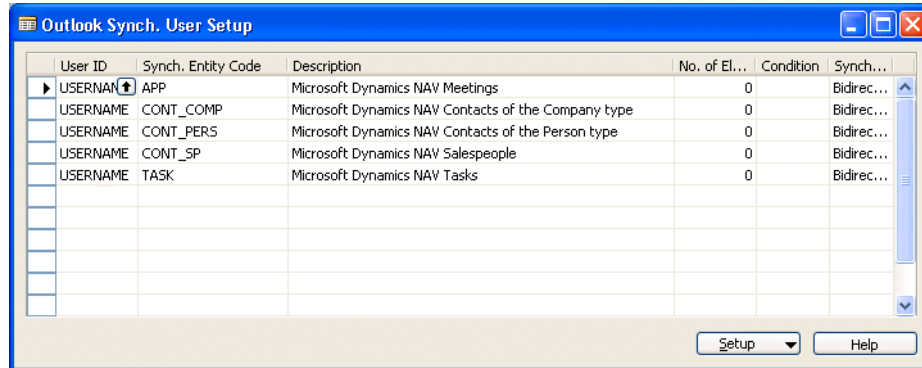 Outlook Synch. User Setup
User ID Synch. Entity Code Description No. of El... Condition Synch...
USERNAM APP Microsoft Dynamics NAV Meetings 0 Bidirec...
USERNAME CONT_COMP Microsoft Dynamics NAV Contacts of the Company type 0 Bidirec...
USERNAME CONT_PERS Microsoft Dynamics NAV Contacts of the Person type 0 Bidirec...
USERNAME CONT_SP Microsoft Dynamics NAV Salespeople 0 Bidirec...
USERNAME TASK Microsoft Dynamics NAV Tasks 0 Bidirec...
Setup Help